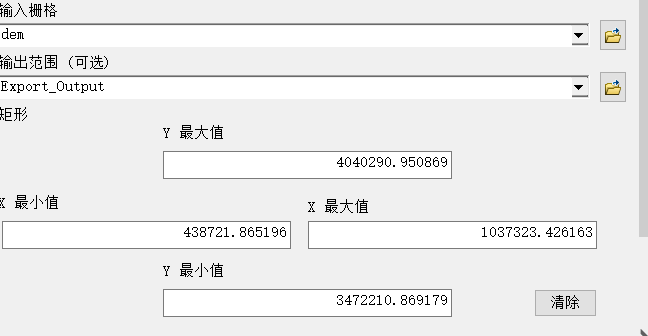 输入栅格
dem
输出范围 (可选)
Export_Output
矩形
Y 最大值
4040290.950869
X 最小值
X 最大值
438721.865196
1037323.426163
Y 最小值
3472210.869179
清除